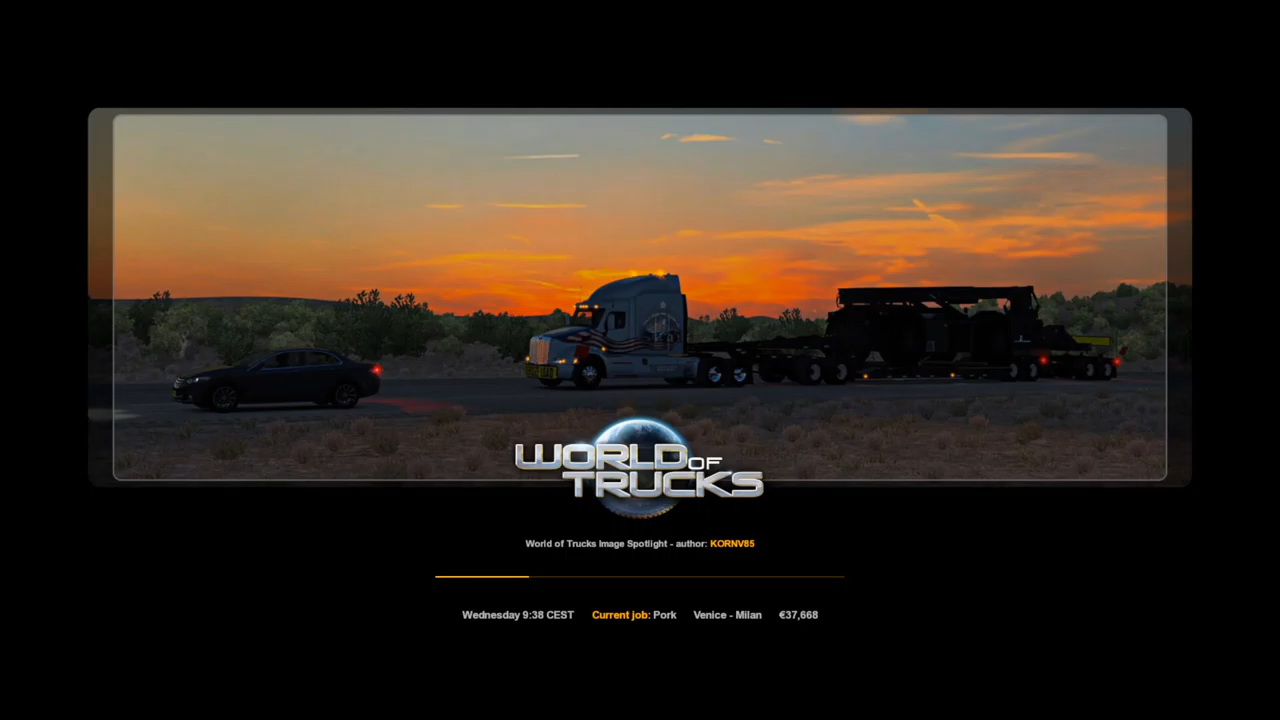 WORLD OF
TRUCKS
World of Trucks Image Spotlight - author: KORNV85
Wednesday 9:38 CEST Current job: Pork Venice - Milan €37,668